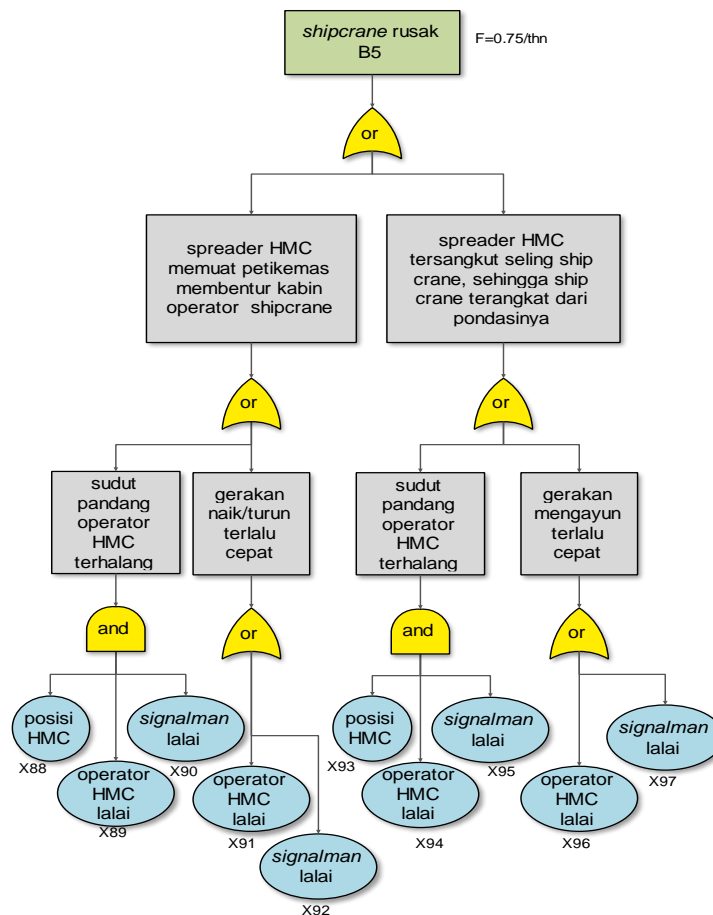 shipcrane rusak
B5
F=0.75/thn
or
spreader HMC
memuat petikemas
membentur kabin
operator shipcrane
spreader HMC
tersangkut seling ship
crane, sehingga ship
crane terangkat dari
pondasinya
or
or
sudut
pandang
operator
HMC
terhalang
gerakan
naik/turun
terlalu
cepat
sudut
pandang
operator
HMC
terhalang
gerakan
mengayun
terlalu
cepat
and
or
and
or
posisi
HMC
X88
operator
HMC
lalai
X89
signalman
lalai
X90
operator
HMC
lalai
X91
signalman
lalai
X92
posisi
HMC
X93
operator
HMC
lalai
X94
signalman
lalai
X95
operator
HMC
lalai
X96
signalman
lalai
X97